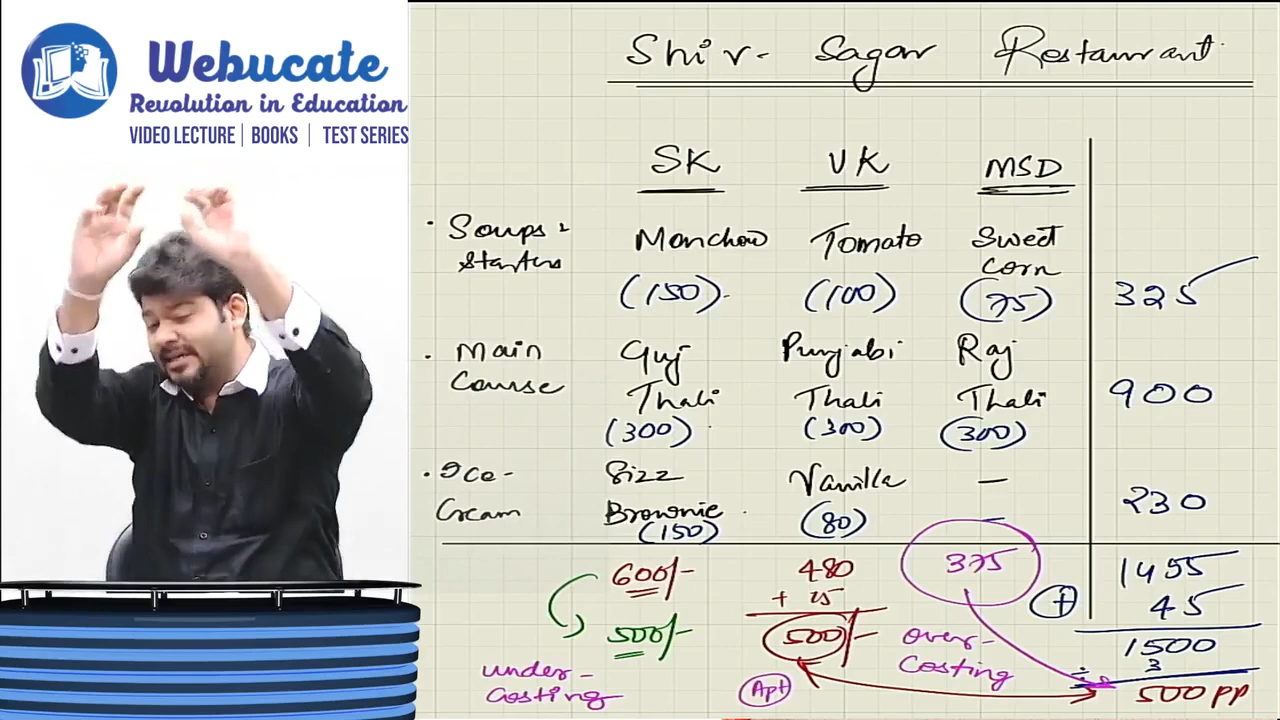 Webucate
Revolution in Education
VIDEO LECTURE | BOOKS | TEST SERIES
Shiv- Sagar Restaurant
SK VK MSD
• Soups & Manchow Tomato Sweet
Starters corn
(150) (100) (75) 325
• Main Guj Punjabi Raj
Course Thali Thali Thali 900
(300) (300) (300)
• Ice- Sizz Vanilla —
Cream Brownie — 230
(150) (80)
600/- 480 375 1455
+ 15 + 45
500/- 500/- over- 1500
under- costing ÷ 3
costing Apt 500 PP